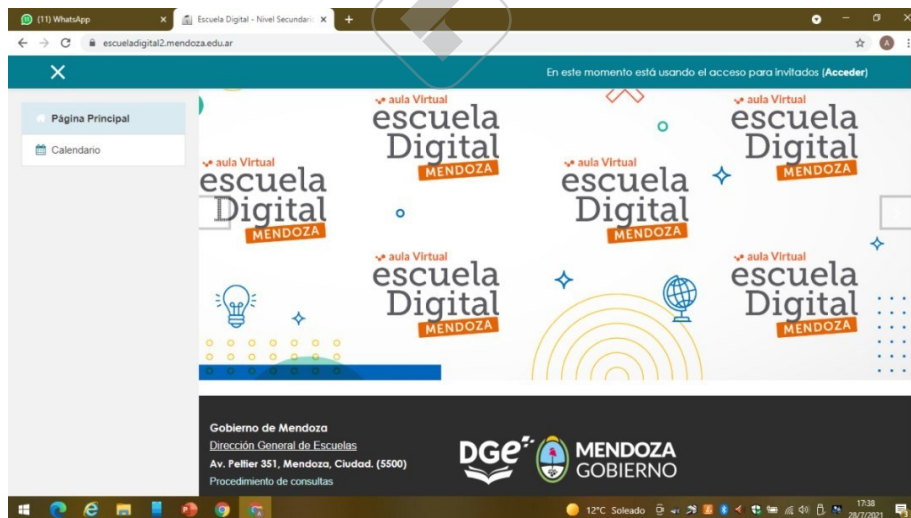 (11) WhatsApp
Escuela Digital - Nivel Secundari
escueladigital2.mendoza.edu.ar
A
En este momento está usando el acceso para invitados (Acceder)
Página Principal
Calendario
aula Virtual
escuela
Digital
MENDOZA
aula Virtual
escuela
Digital
MENDOZA
aula Virtual
escuela
Digital
MENDOZA
aula Virtual
escuela
Digital
MENDOZA
aula Virtual
escuela
Digital
MENDOZA
aula Virtual
escuela
Digital
MENDOZA
Gobierno de Mendoza
Dirección General de Escuelas
Av. Peltier 351, Mendoza, Ciudad. (5500)
Procedimiento de consultas
DGE
MENDOZA
GOBIERNO
12°C Soleado
17:38
28/7/2021